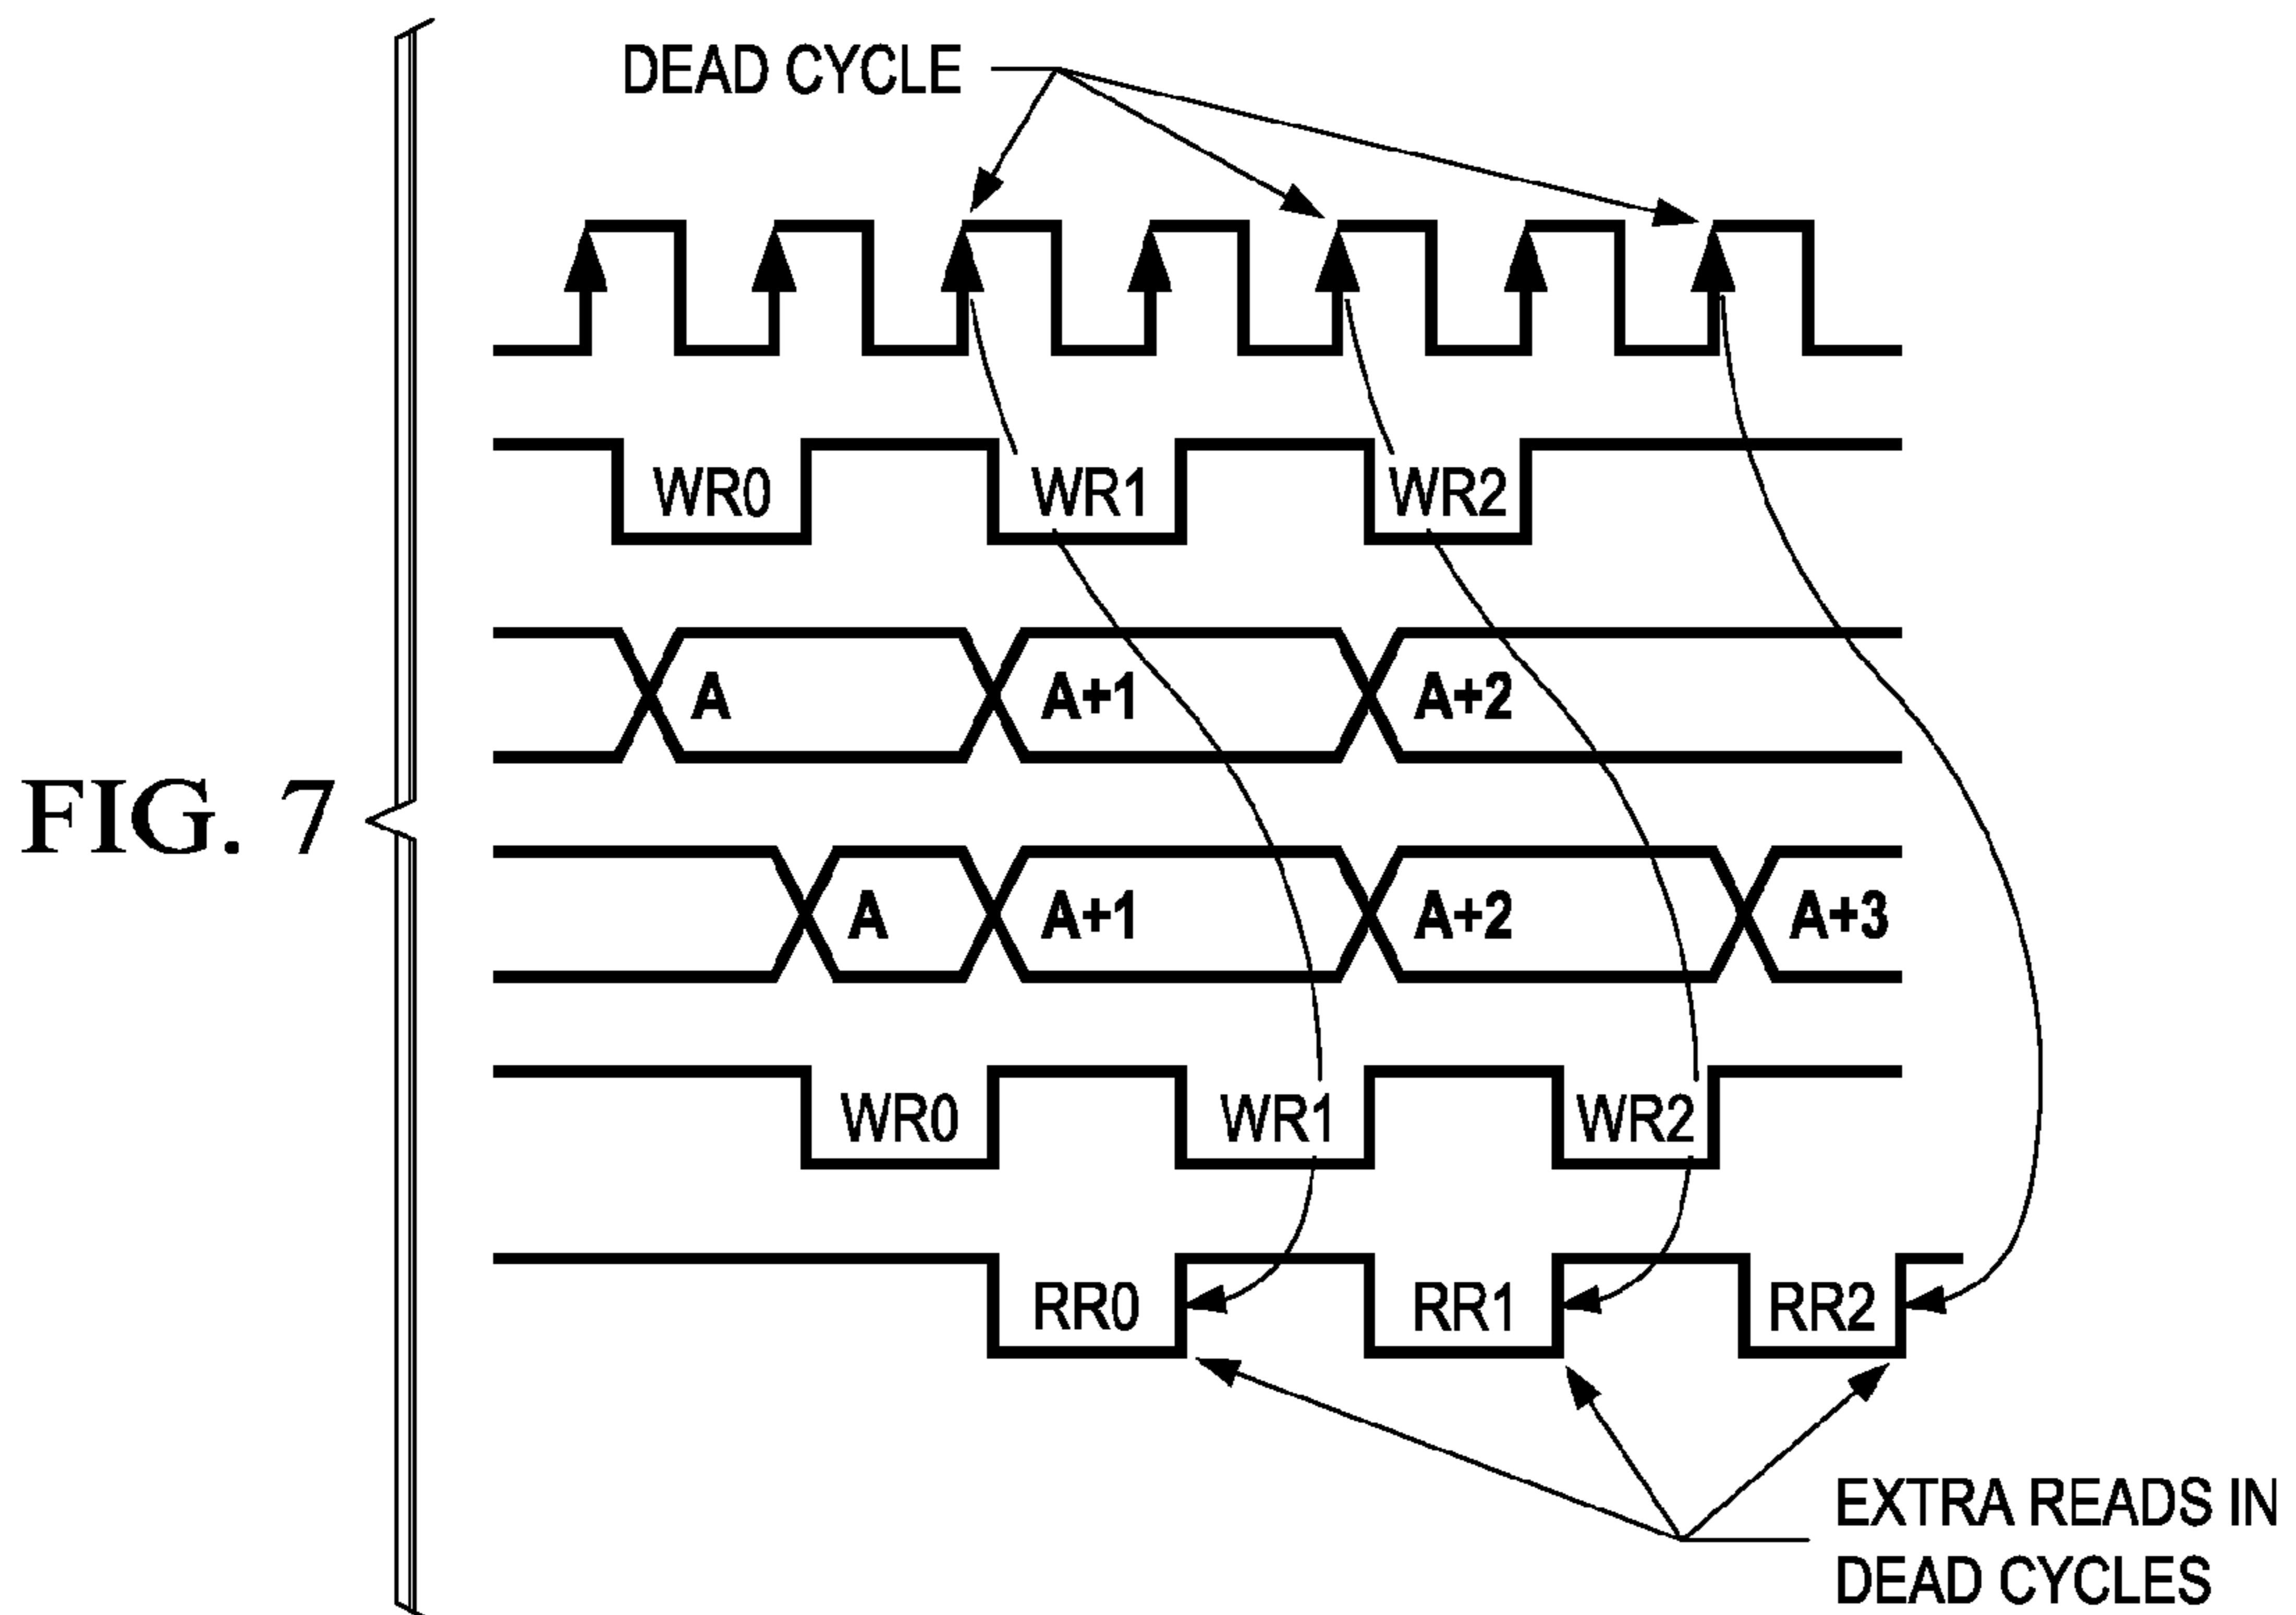 DEAD CYCLE
WR0 WR1 WR2
A A+1 A+2
FIG. 7
A A+1 A+2 A+3
WR0 WR1 WR2
RR0 RR1 RR2
EXTRA READS IN
DEAD CYCLES